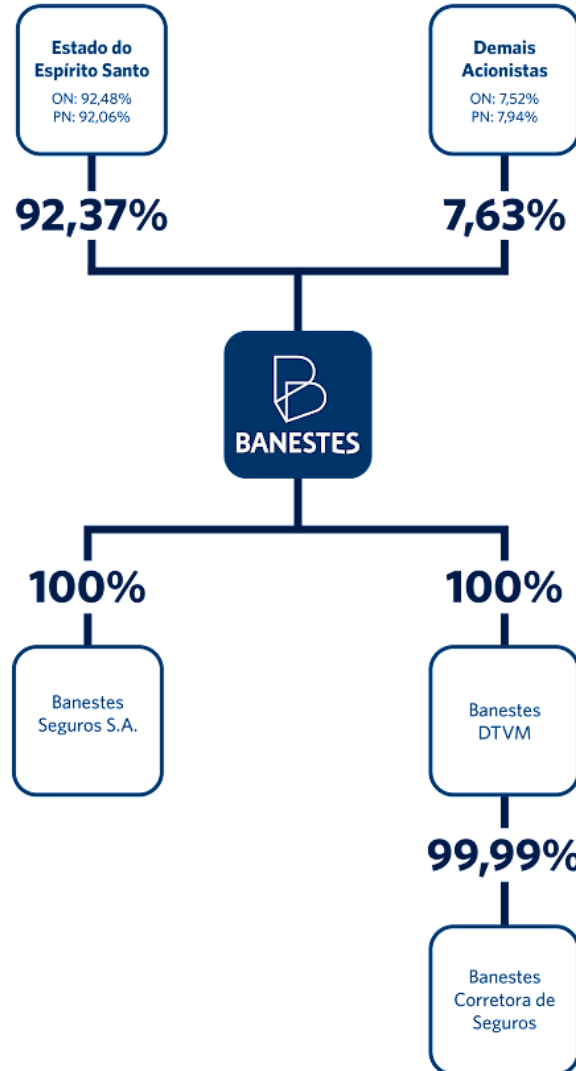 Estado do
Espírito Santo
ON: 92,48%
PN: 92,06%
Demais
Acionistas
ON: 7,52%
PN: 7,94%
92,37%
7,63%
BANESTES
100%
100%
Banestes
Seguros S.A.
Banestes
DTVM
99,99%
Banestes
Corretora de
Seguros